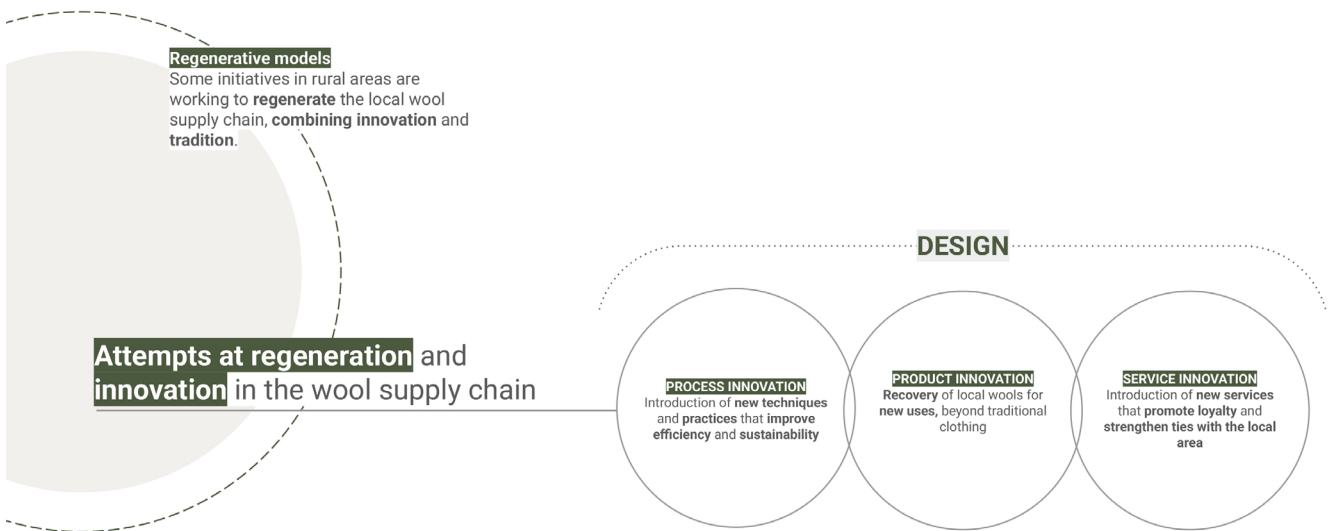 Regenerative models
Some initiatives in rural areas are
working to regenerate the local wool
supply chain, combining innovation and
tradition.
DESIGN
Attempts at regeneration and
innovation in the wool supply chain
PROCESS INNOVATION
Introduction of new techniques
and practices that improve
efficiency and sustainability
PRODUCT INNOVATION
Recovery of local wools for
new uses, beyond traditional
clothing
SERVICE INNOVATION
Introduction of new services
that promote loyalty and
strengthen ties with the local
area